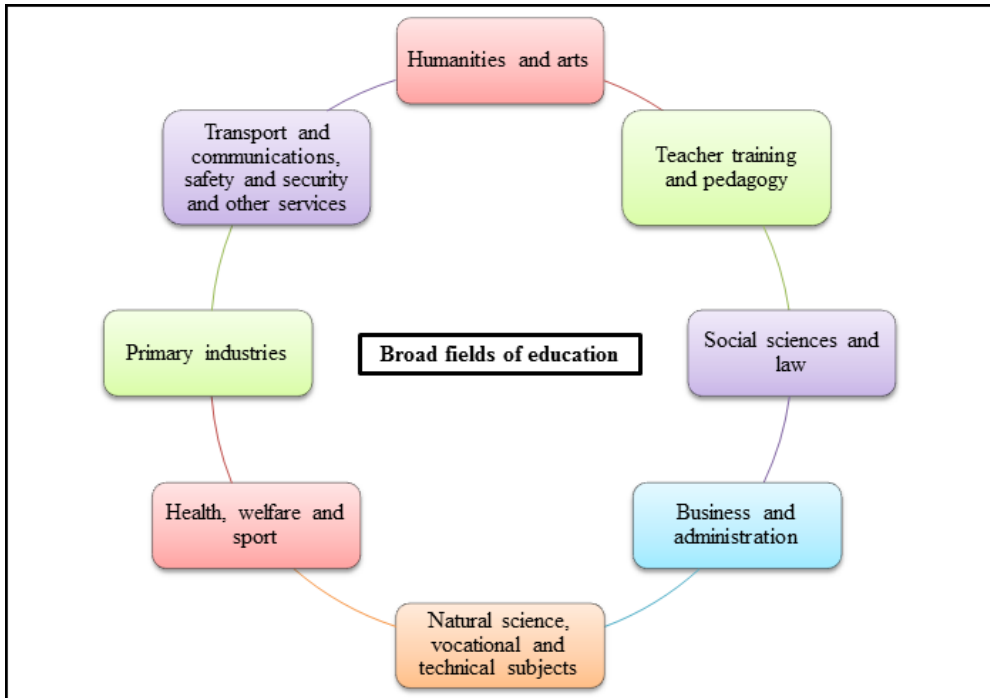 Humanities and arts
Teacher training
and pedagogy
Social sciences and
law
Business and
administration
Natural science,
vocational and
technical subjects
Health, welfare and
sport
Primary industries
Transport and
communications,
safety and security
and other services
Broad fields of education